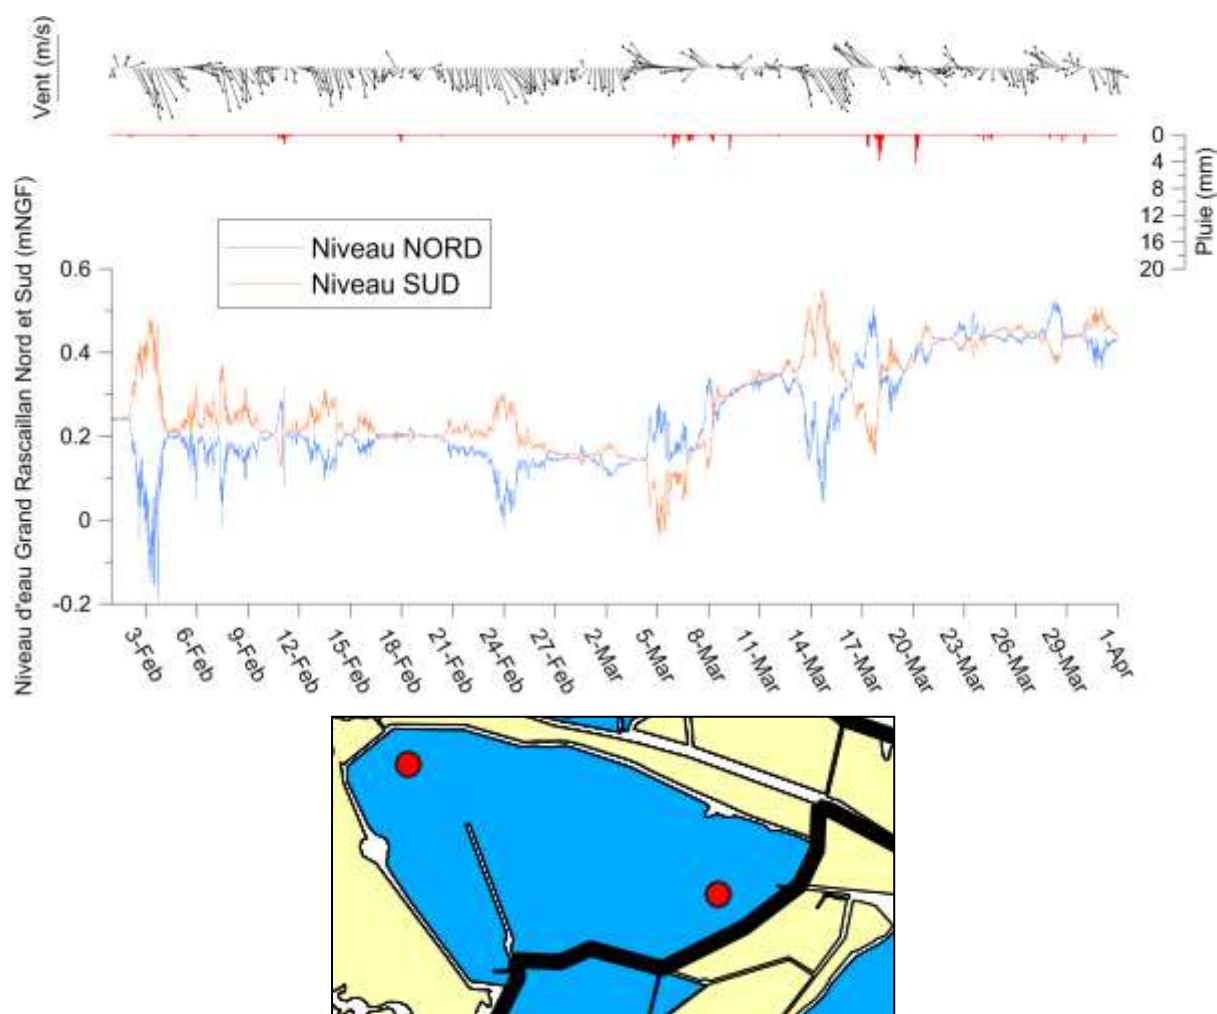 Vent (m/s)
0
4
8
12
16
20
Pluie (mm)
Niveau d'eau Grand Rascaillan Nord et Sud (mNGF)
Niveau NORD
Niveau SUD
0.6
0.4
0.2
0
-0.2
3-Feb
6-Feb
9-Feb
12-Feb
15-Feb
18-Feb
21-Feb
24-Feb
27-Feb
2-Mar
5-Mar
8-Mar
11-Mar
14-Mar
17-Mar
20-Mar
23-Mar
26-Mar
29-Mar
1-Apr